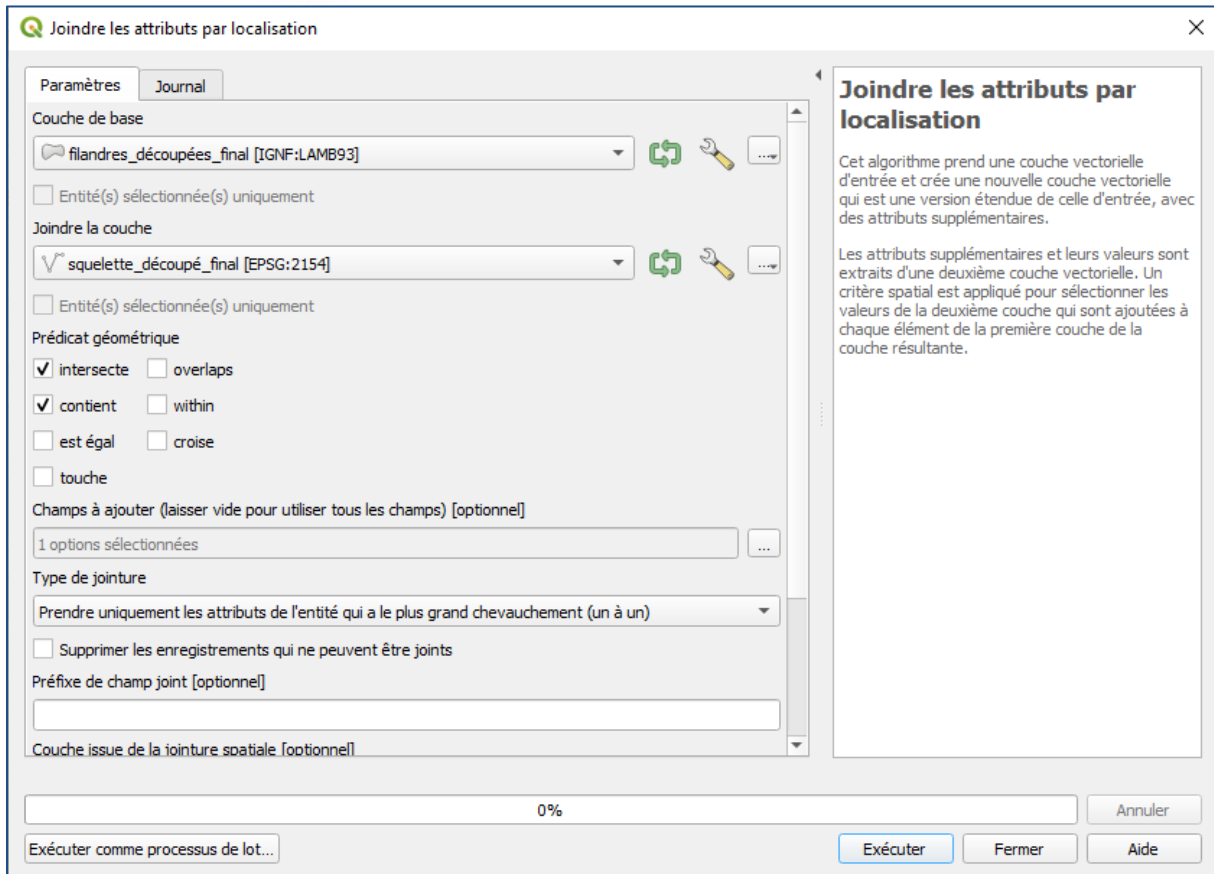 Joindre les attributs par localisation
Paramètres
Journal
Couche de base
filandres_découpées_final [IGNF:LAMB93]
...
Entité(s) sélectionnée(s) uniquement
Joindre la couche
squelette_découpé_final [EPSG:2154]
...
Entité(s) sélectionnée(s) uniquement
Prédicat géométrique
intersecte
overlaps
contient
within
est égal
croise
touche
Champs à ajouter (laisser vide pour utiliser tous les champs) [optionnel]
1 options sélectionnées
...
Type de jointure
Prendre uniquement les attributs de l'entité qui a le plus grand chevauchement (un à un)
Supprimer les enregistrements qui ne peuvent être joints
Préfixe de champ joint [optionnel]
Couche issue de la jointure spatiale [optionnel]
Joindre les attributs par
localisation
Cet algorithme prend une couche vectorielle
d'entrée et crée une nouvelle couche vectorielle
qui est une version étendue de celle d'entrée, avec
des attributs supplémentaires.
Les attributs supplémentaires et leurs valeurs sont
extraits d'une deuxième couche vectorielle. Un
critère spatial est appliqué pour sélectionner les
valeurs de la deuxième couche qui sont ajoutées à
chaque élément de la première couche de la
couche résultante.
0%
Annuler
Exécuter comme processus de lot...
Exécuter
Fermer
Aide